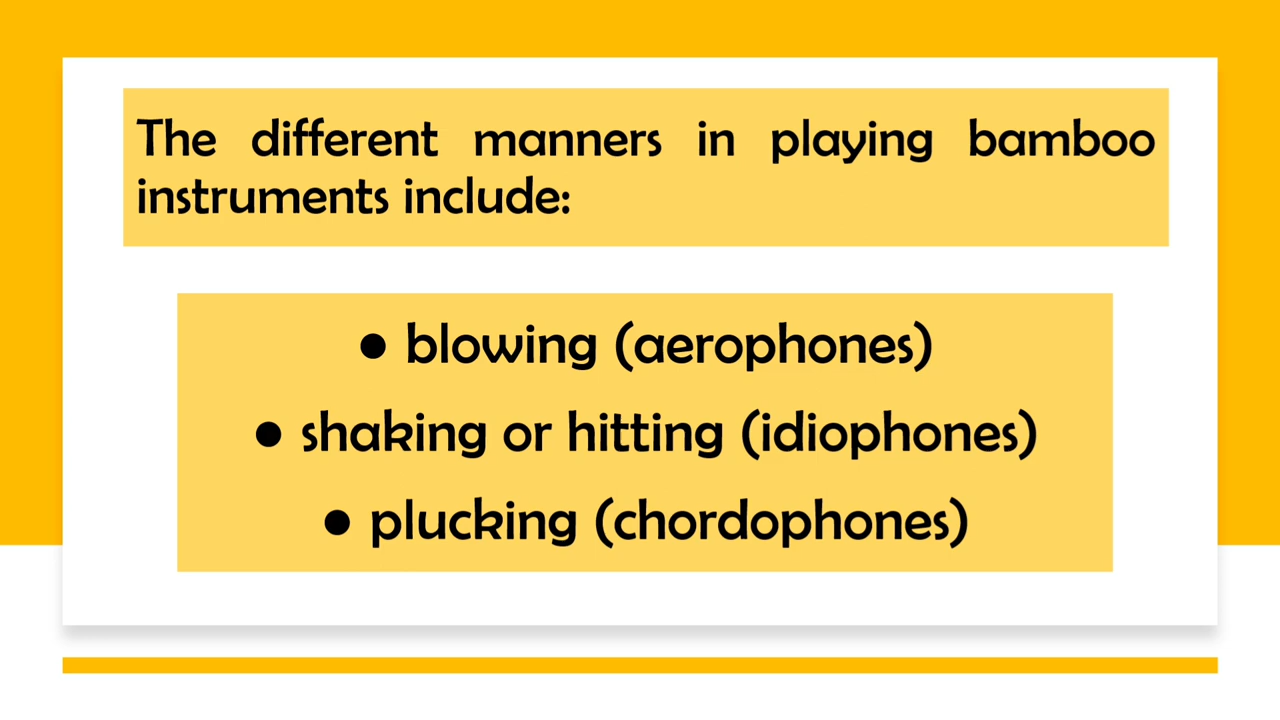 The different manners in playing bamboo
instruments include:
● blowing (aerophones)
● shaking or hitting (idiophones)
● plucking (chordophones)